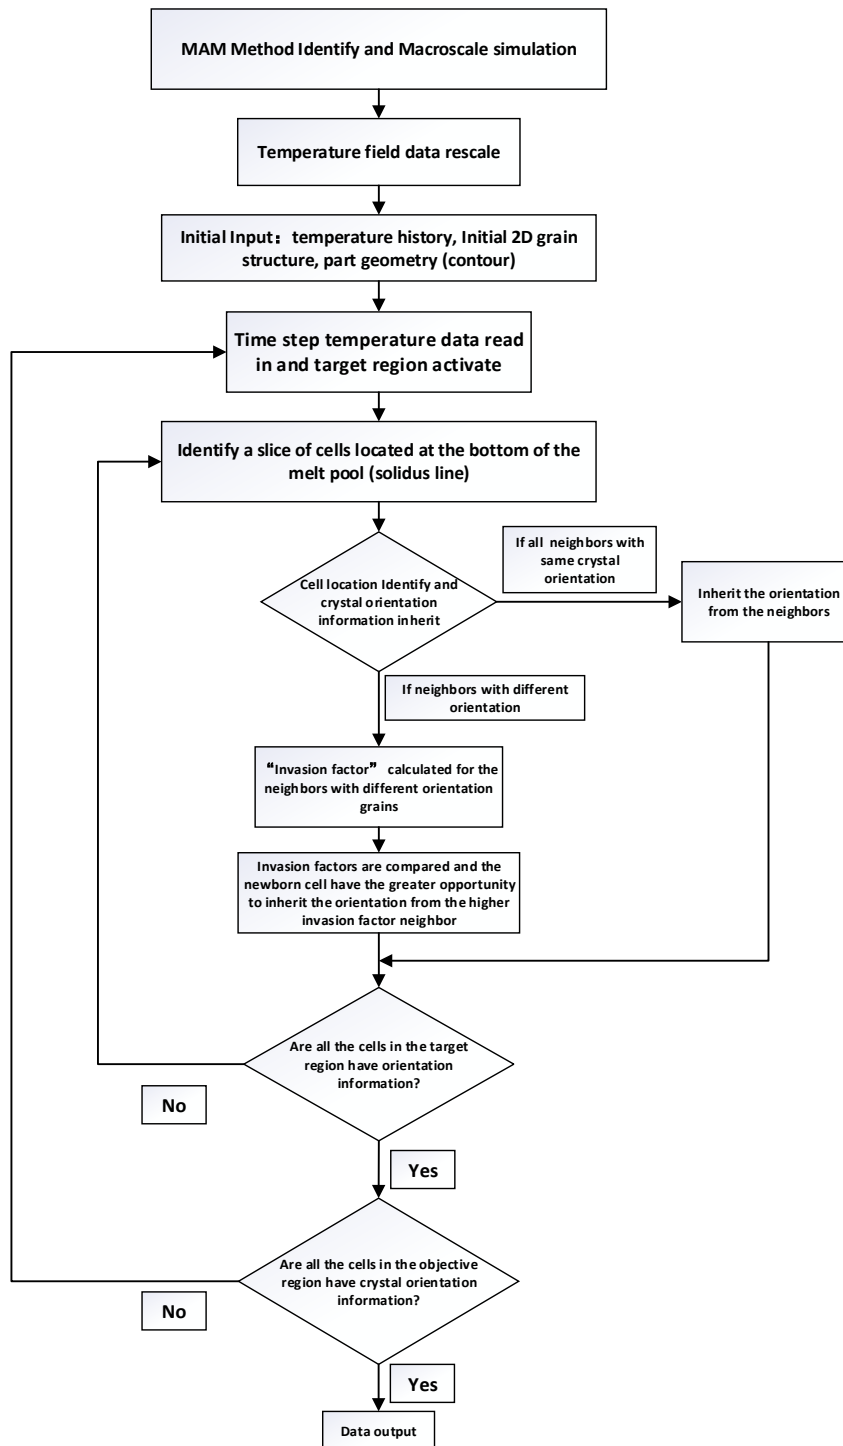 MAM Method Identify and Macroscale simulation
Temperature field data rescale
Initial Input：temperature history, Initial 2D grain
structure, part geometry (contour)
Time step temperature data read
in and target region activate
Identify a slice of cells located at the bottom of the
melt pool (solidus line)
If all neighbors with
same crystal
orientation
Cell location Identify and
crystal orientation
information inherit
Inherit the orientation
from the neighbors
If neighbors with different
orientation
“Invasion factor” calculated for the
neighbors with different orientation
grains
Invasion factors are compared and the
newborn cell have the greater opportunity
to inherit the orientation from the higher
invasion factor neighbor
Are all the cells in the target
region have orientation
information?
No
Yes
Are all the cells in the objective
region have crystal orientation
information?
No
Yes
Data output